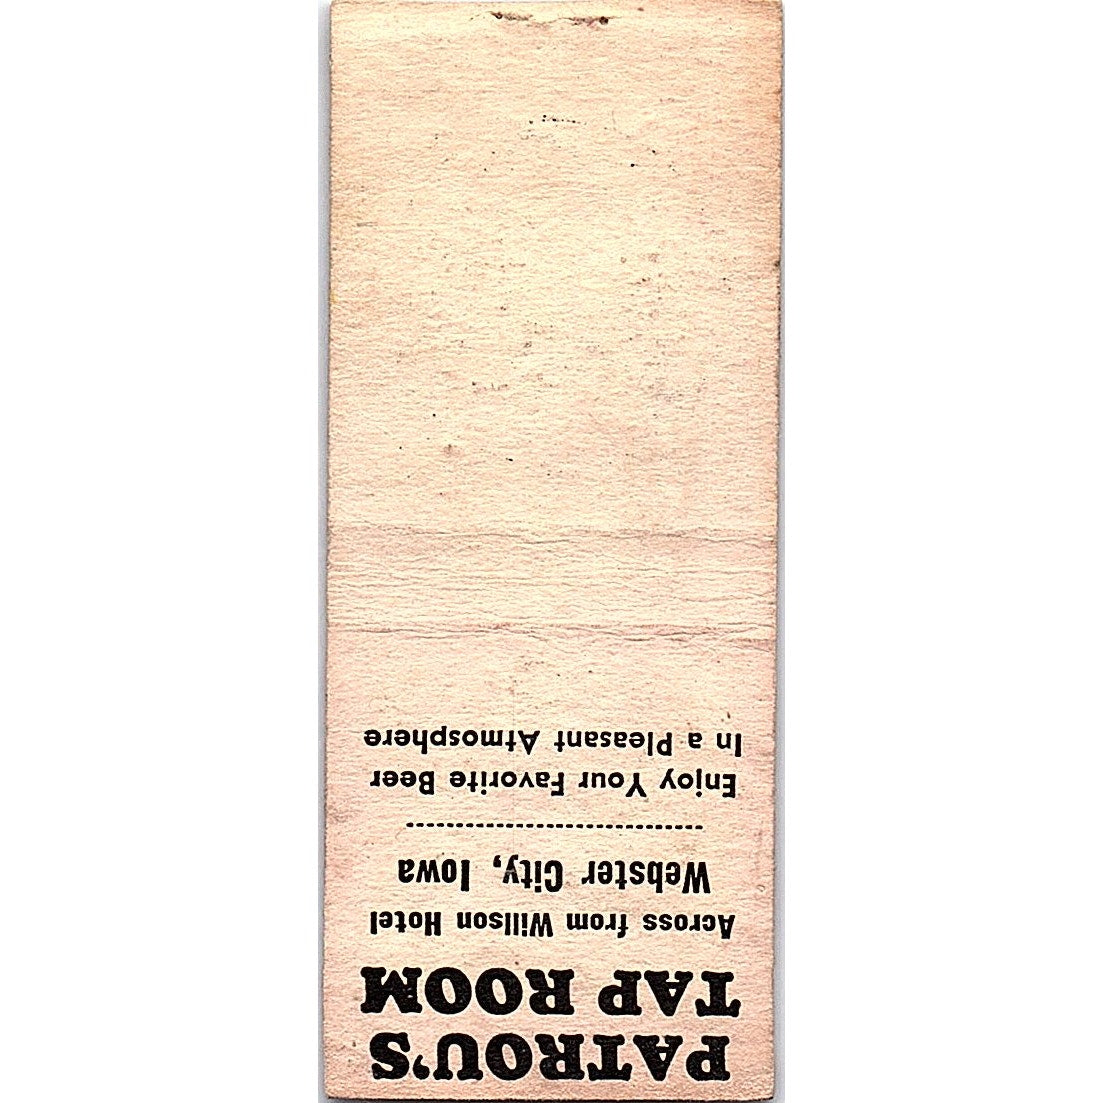 PATROU'S
TAP ROOM
Across from Willson Hotel
Webster City, Iowa
Enjoy Your Favorite Beer
In a Pleasant Atmosphere